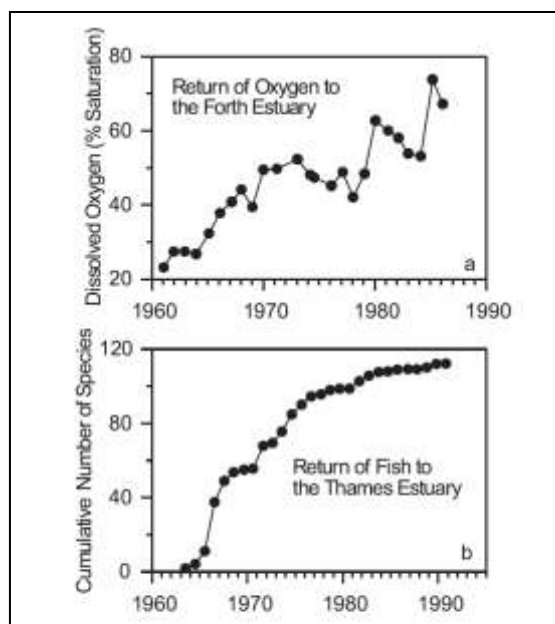 80
60
40
20
Dissolved Oxygen (% Saturation)
Return of Oxygen to
the Forth Estuary
a
1960 1970 1980 1990
120
80
40
0
Cumulative Number of Species
Return of Fish to
the Thames Estuary
b
1960 1970 1980 1990